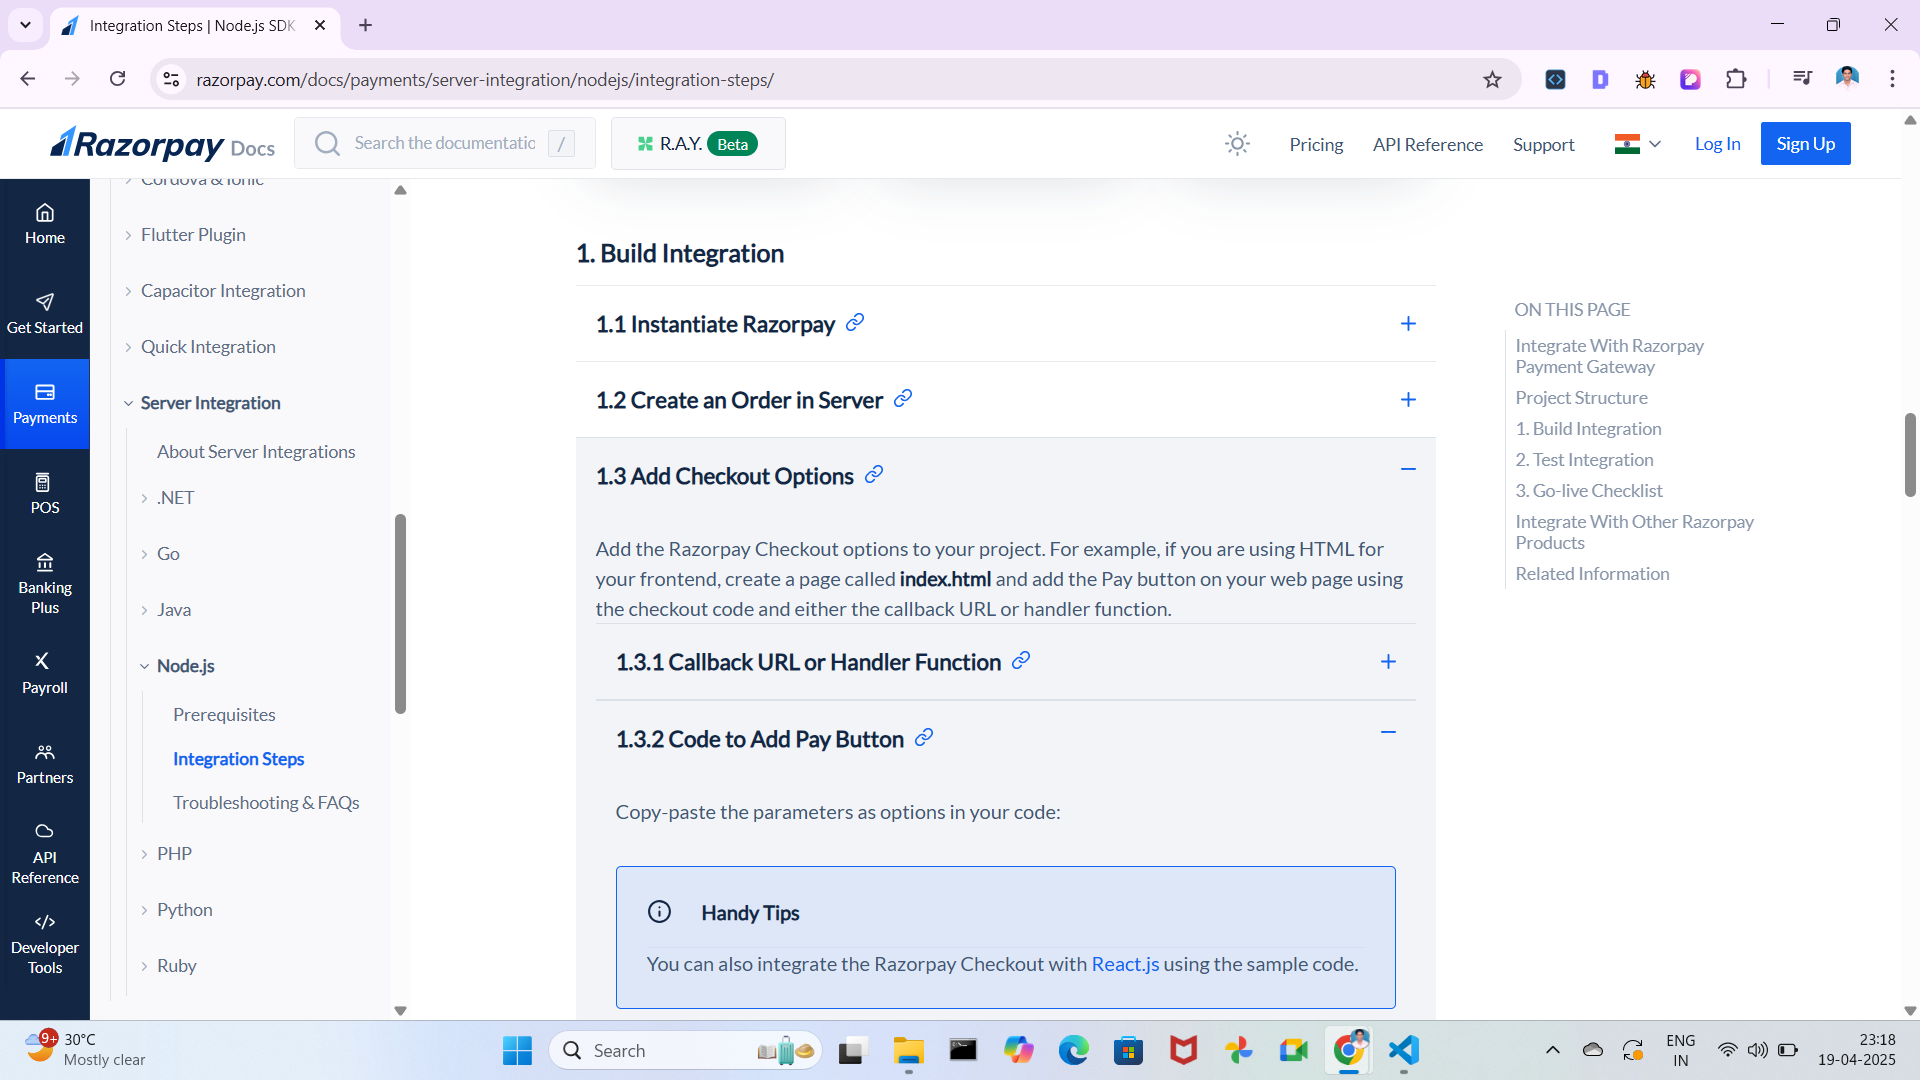 Integration Steps | Node.js SDK
razorpay.com/docs/payments/server-integration/nodejs/integration-steps/
Razorpay Docs
Search the documentatio
/
R.A.Y. Beta
Pricing
API Reference
Support
Log In
Sign Up
Home
Get Started
Payments
POS
Banking
Plus
Payroll
Partners
API
Reference
Developer
Tools
Cordova & Ionic
Flutter Plugin
Capacitor Integration
Quick Integration
Server Integration
About Server Integrations
.NET
Go
Java
Node.js
Prerequisites
Integration Steps
Troubleshooting & FAQs
PHP
Python
Ruby
1. Build Integration
1.1 Instantiate Razorpay
1.2 Create an Order in Server
1.3 Add Checkout Options
Add the Razorpay Checkout options to your project. For example, if you are using HTML for
your frontend, create a page called index.html and add the Pay button on your web page using
the checkout code and either the callback URL or handler function.
1.3.1 Callback URL or Handler Function
1.3.2 Code to Add Pay Button
Copy-paste the parameters as options in your code:
Handy Tips
You can also integrate the Razorpay Checkout with React.js using the sample code.
ON THIS PAGE
Integrate With Razorpay
Payment Gateway
Project Structure
1. Build Integration
2. Test Integration
3. Go-live Checklist
Integrate With Other Razorpay
Products
Related Information
9+
30°C
Mostly clear
Search
ENG
IN
23:18
19-04-2025